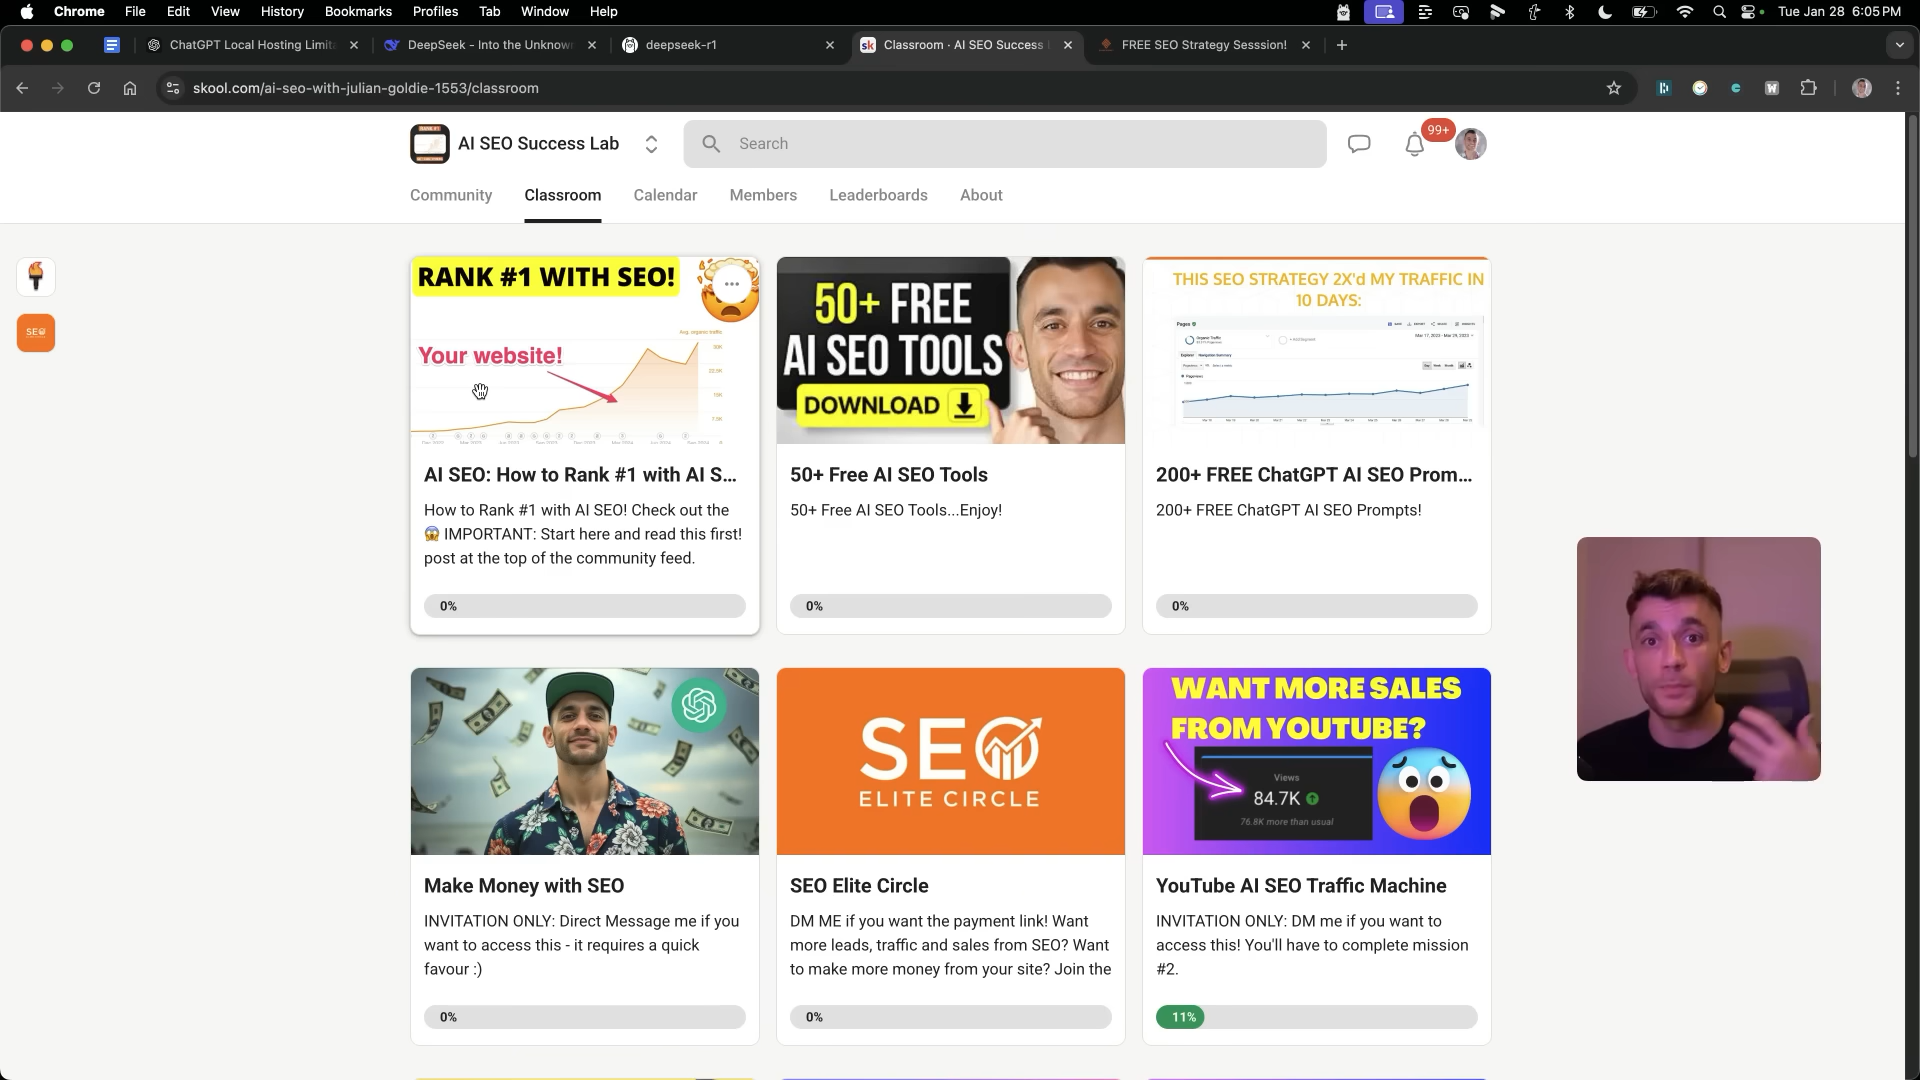 Chrome File Edit View History Bookmarks Profiles Tab Window Help Tue Jan 28 6:05 PM
ChatGPT Local Hosting Limit DeepSeek - Into the Unknown deepseek-r1 Classroom · AI SEO Success FREE SEO Strategy Sesssion!
skool.com/ai-seo-with-julian-goldie-1553/classroom
AI SEO Success Lab Search 99+
Community Classroom Calendar Members Leaderboards About
RANK #1 WITH SEO!
Avg. organic traffic
Your website!
50+ FREE
AI SEO TOOLS
DOWNLOAD
THIS SEO STRATEGY 2X'd MY TRAFFIC IN
10 DAYS:
Pages
Organic Traffic
AI SEO: How to Rank #1 with AI S...
How to Rank #1 with AI SEO! Check out the
😱 IMPORTANT: Start here and read this first!
post at the top of the community feed.
0%
50+ Free AI SEO Tools
50+ Free AI SEO Tools...Enjoy!
0%
200+ FREE ChatGPT AI SEO Prom...
200+ FREE ChatGPT AI SEO Prompts!
0%
SEO
ELITE CIRCLE
WANT MORE SALES
FROM YOUTUBE?
Views
84.7K
76.8K more than usual
Make Money with SEO
INVITATION ONLY: Direct Message me if you
want to access this - it requires a quick
favour :)
0%
SEO Elite Circle
DM ME if you want the payment link! Want
more leads, traffic and sales from SEO? Want
to make more money from your site? Join the
0%
YouTube AI SEO Traffic Machine
INVITATION ONLY: DM me if you want to
access this! You'll have to complete mission
#2.
11%